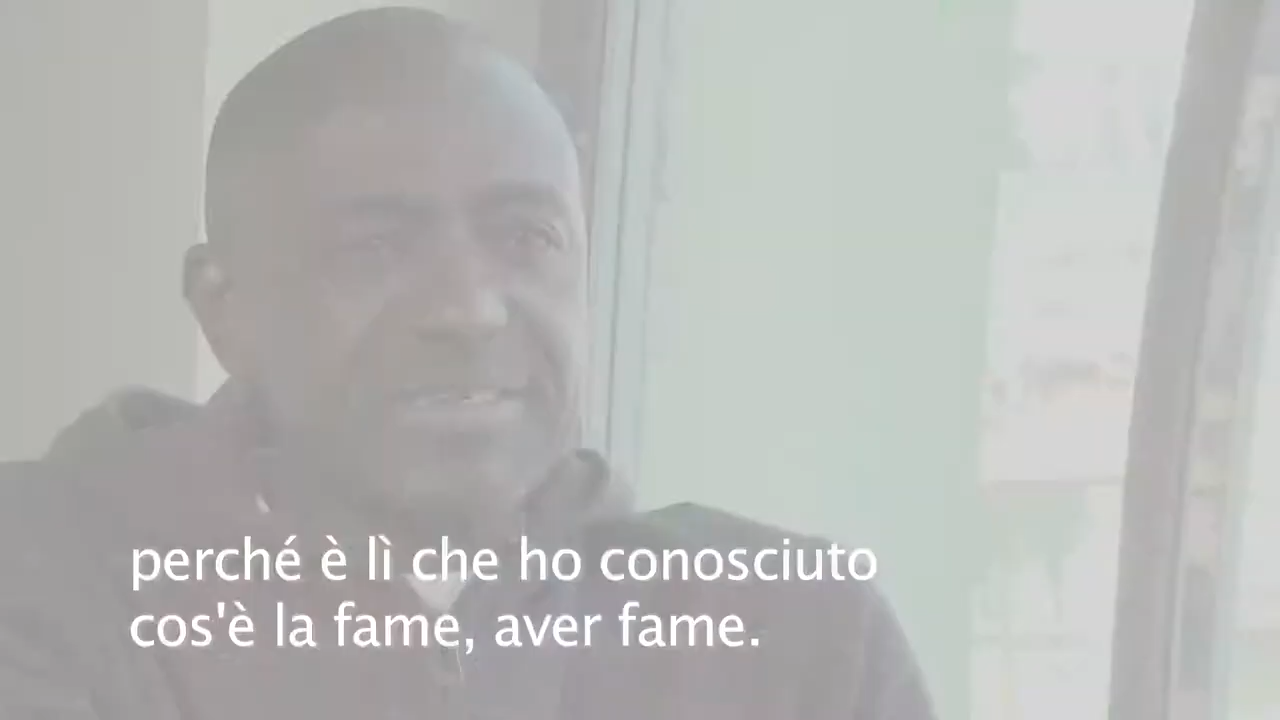 perché è lì che ho conosciuto
cos'è la fame, aver fame.